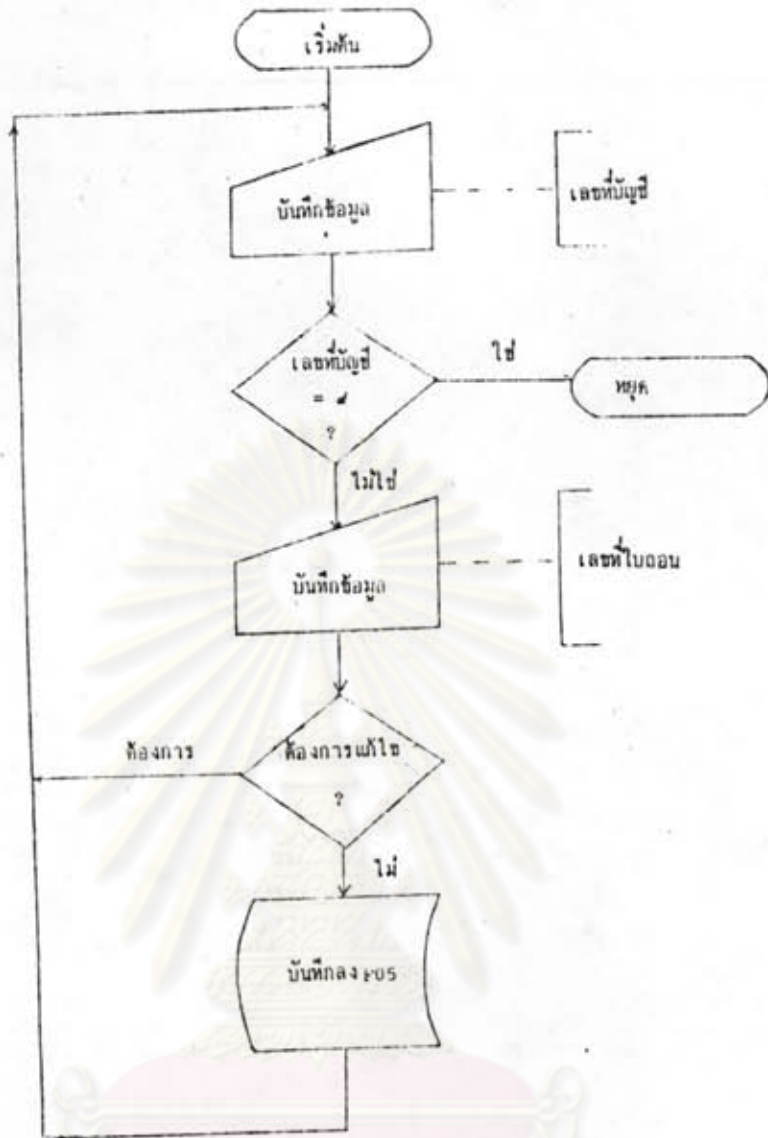 เริ่มต้น
บันทึกข้อมูล
เลขที่บัญชี
เลขที่บัญชี
=
?
ใช่
หยุด
ไม่ใช่
บันทึกข้อมูล
เลขที่ใบถอน
ต้องการ
ต้องการแก้ไข
?
ไม่
บันทึกลง F05